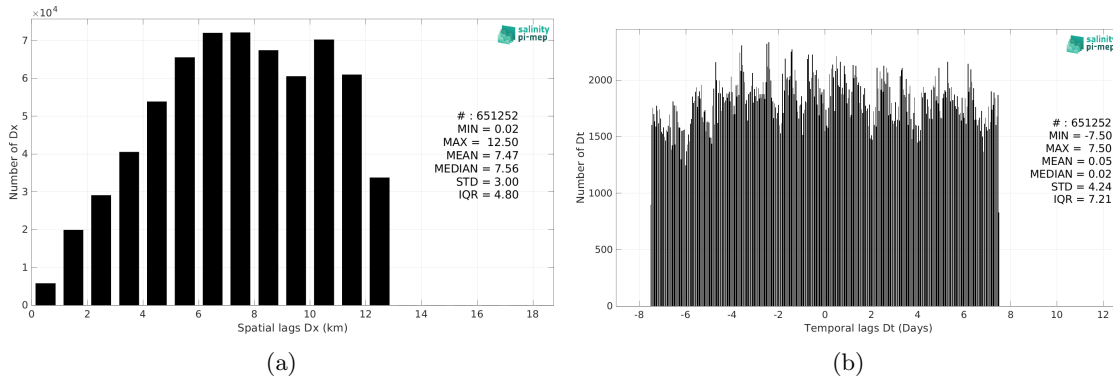 ×10⁴
8
7
6
5
4
3
2
1
0
Number of Dx
0 2 4 6 8 10 12 14 16 18
Spatial lags Dx (km)
salinity
pi-mep
# : 651252
MIN = 0.02
MAX = 12.50
MEAN = 7.47
MEDIAN = 7.56
STD = 3.00
IQR = 4.80
(a)
2000
1500
1000
500
0
Number of Dt
-8 -6 -4 -2 0 2 4 6 8 10 12
Temporal lags Dt (Days)
salinity
pi-mep
# : 651252
MIN = -7.50
MAX = 7.50
MEAN = 0.05
MEDIAN = 0.02
STD = 4.24
IQR = 7.21
(b)